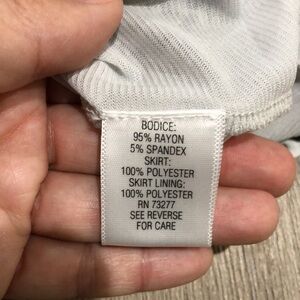 BODICE:
95% RAYON
5% SPANDEX
SKIRT:
100% POLYESTER
SKIRT LINING:
100% POLYESTER
RN 73277
SEE REVERSE
FOR CARE